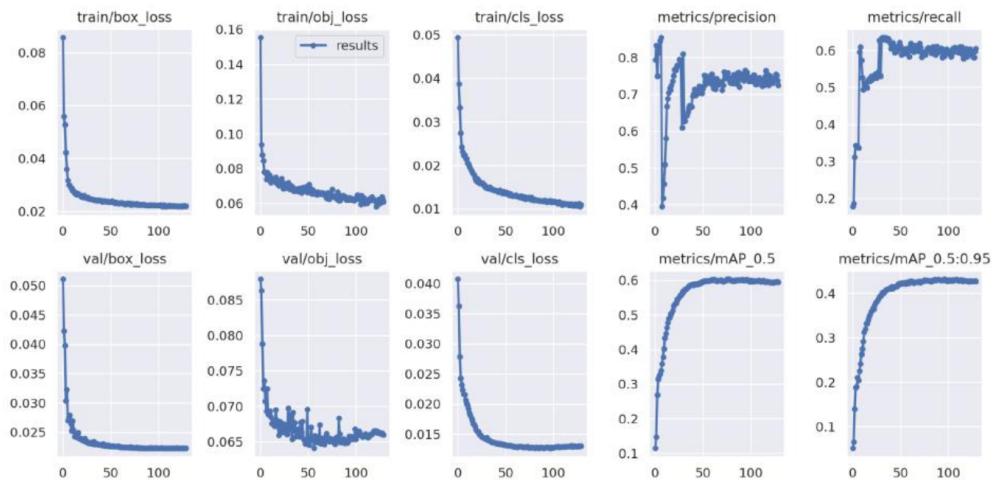 train/box_loss
train/obj_loss
train/cls_loss
metrics/precision
metrics/recall
0.08
0.06
0.04
0.02
0 50 100
0.16
0.14
0.12
0.10
0.08
0.06
results
0 50 100
0.05
0.04
0.03
0.02
0.01
0 50 100
0.8
0.7
0.6
0.5
0.4
0 50 100
0.6
0.5
0.4
0.3
0.2
0 50 100
val/box_loss
val/obj_loss
val/cls_loss
metrics/mAP_0.5
metrics/mAP_0.5:0.95
0.050
0.045
0.040
0.035
0.030
0.025
0 50 100
0.085
0.080
0.075
0.070
0.065
0 50 100
0.040
0.035
0.030
0.025
0.020
0.015
0 50 100
0.6
0.5
0.4
0.3
0.2
0.1
0 50 100
0.4
0.3
0.2
0.1
0 50 100